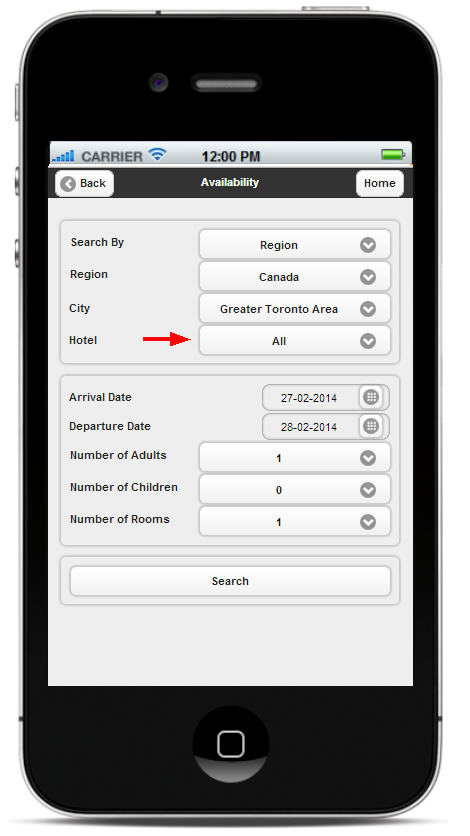 CARRIER 12:00 PM
Back Availability Home
Search By Region
Region Canada
City Greater Toronto Area
Hotel All
Arrival Date 27-02-2014
Departure Date 28-02-2014
Number of Adults 1
Number of Children 0
Number of Rooms 1
Search